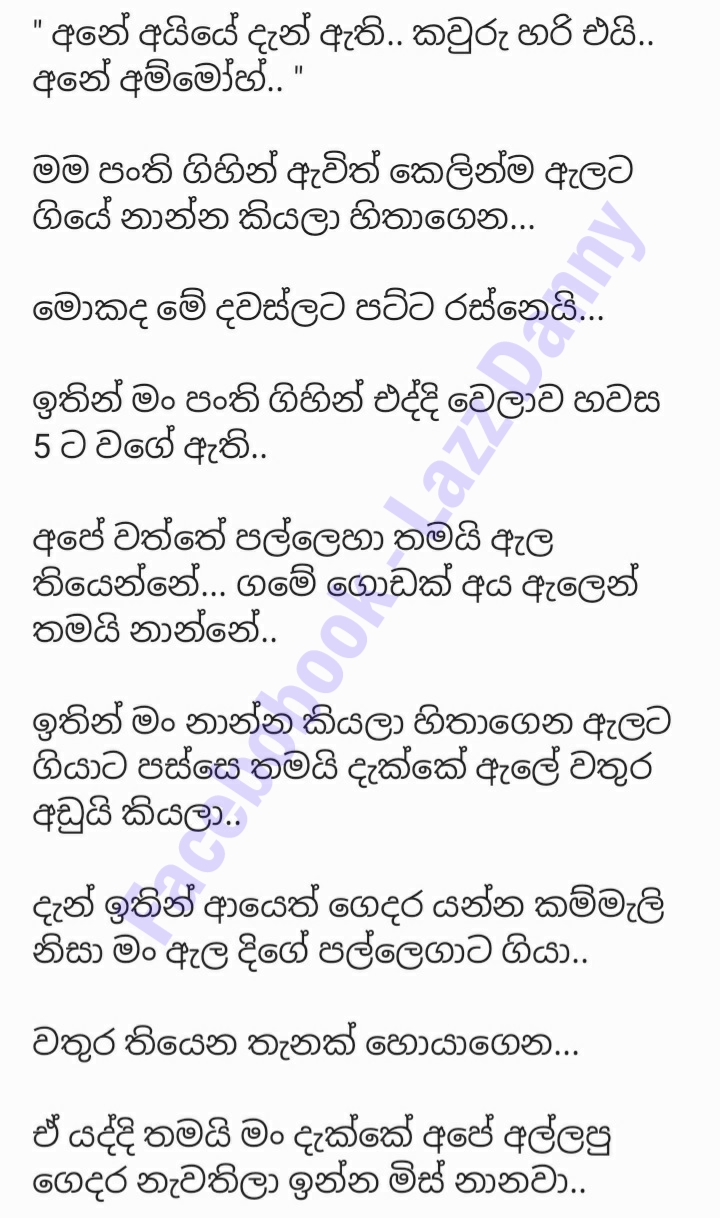 " අනේ අයියේ දැන් ඇති.. කවුරු හරි එයි..
අනේ අම්මෝහ්.. "
මම පංති ගිහින් ඇවිත් කෙලින්ම ඇලට
ගියේ නාන්න කියලා හිතාගෙන...
මොකද මේ දවස්ලට පට්ට රස්නෙයි...
ඉතින් මං පංති ගිහින් එද්දි වෙලාව හවස
5 ට වගේ ඇති..
අපේ වත්තේ පල්ලෙහා තමයි ඇල
තියෙන්නේ... ගමේ ගොඩක් අය ඇලෙන්
තමයි නාන්නේ..
ඉතින් මං නාන්න කියලා හිතාගෙන ඇලට
ගියාට පස්සෙ තමයි දැක්කේ ඇලේ වතුර
අඩුයි කියලා..
දැන් ඉතින් ආයෙත් ගෙදර යන්න කම්මැලි
නිසා මං ඇල දිගේ පල්ලෙගාට ගියා..
වතුර තියෙන තැනක් හොයාගෙන...
ඒ යද්දි තමයි මං දැක්කේ අපේ අල්ලපු
ගෙදර නැවතිලා ඉන්න මිස් නානවා..
Facebook - Lazz Danny